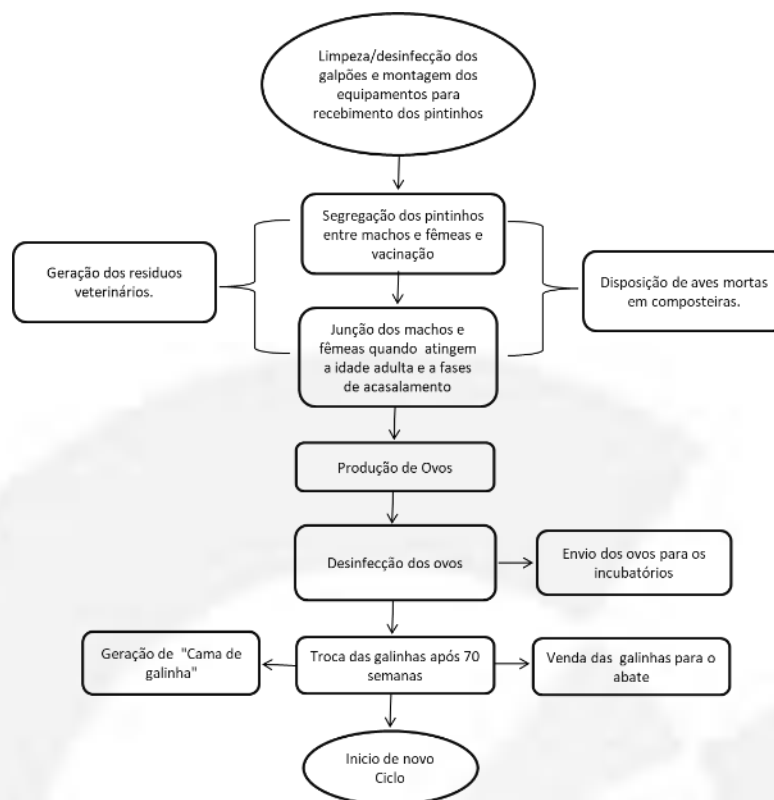 Limpeza/desinfecção dos
galpões e montagem dos
equipamentos para
recebimento dos pintinhos
Segregação dos pintinhos
entre machos e fêmeas e
vacinação
Geração dos residuos
veterinários.
Disposição de aves mortas
em composteiras.
Junção dos machos e
fêmeas quando atingem
a idade adulta e a fases
de acasalamento
Produção de Ovos
Desinfecção dos ovos
Envio dos ovos para os
incubatórios
Geração de "Cama de
galinha"
Troca das galinhas após 70
semanas
Venda das galinhas para o
abate
Inicio de novo
Ciclo